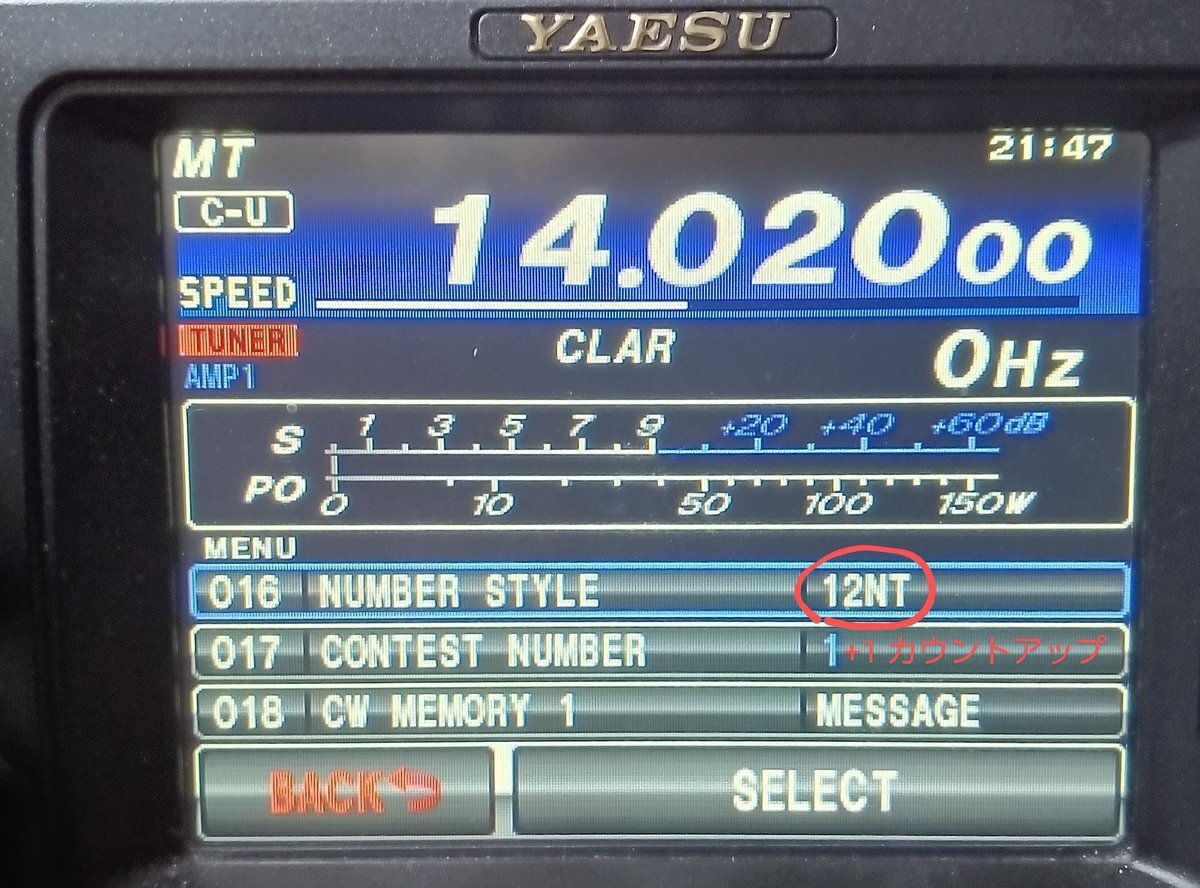 YAESU
MT
21:47
C-U
14.02000
SPEED
TUNER
CLAR
0Hz
AMP1
S 1 3 5 7 9 +20 +40 +60dB
PO 0 10 50 100 150W
MENU
016 NUMBER STYLE 12NT
017 CONTEST NUMBER 1 +1 カウントアップ
018 CW MEMORY 1 MESSAGE
BACK SELECT